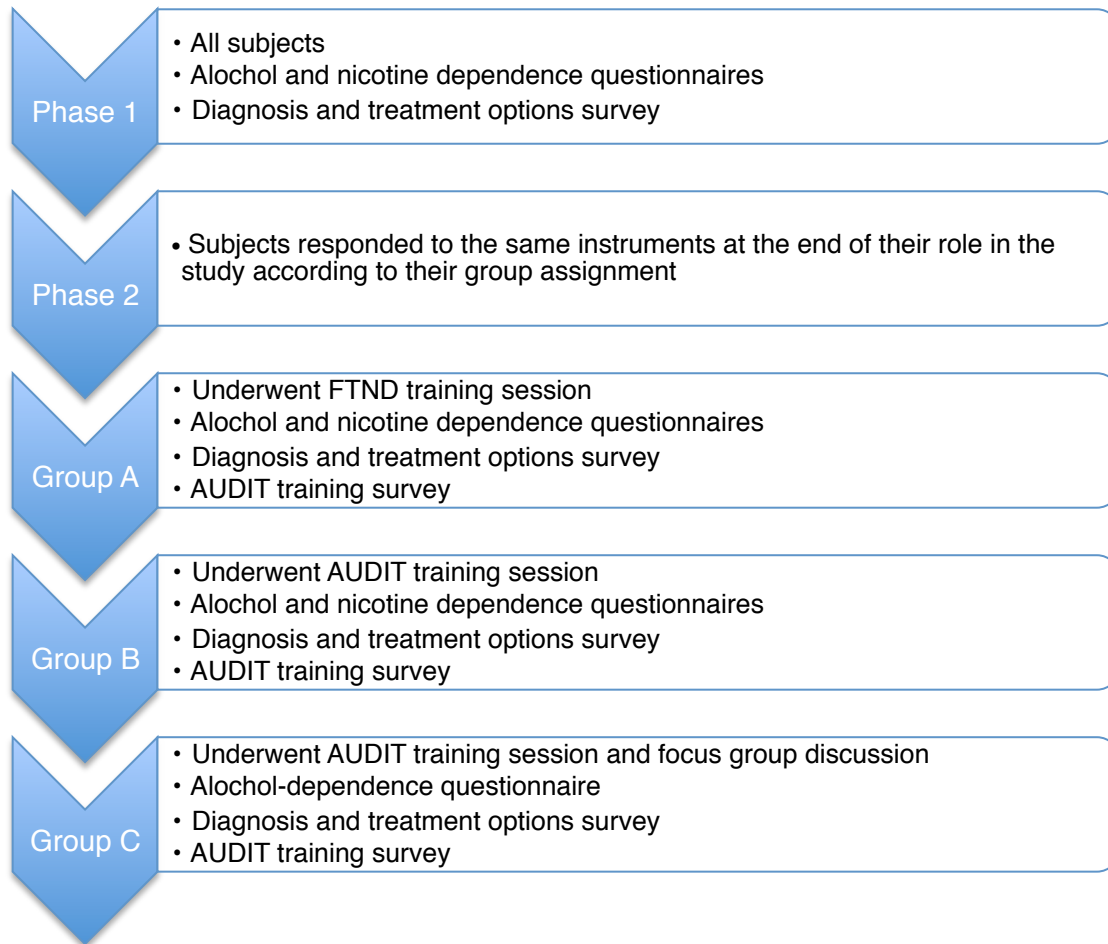 Phase 1
• All subjects
• Alochol and nicotine dependence questionnaires
• Diagnosis and treatment options survey
Phase 2
• Subjects responded to the same instruments at the end of their role in the
study according to their group assignment
Group A
• Underwent FTND training session
• Alochol and nicotine dependence questionnaires
• Diagnosis and treatment options survey
• AUDIT training survey
Group B
• Underwent AUDIT training session
• Alochol and nicotine dependence questionnaires
• Diagnosis and treatment options survey
• AUDIT training survey
Group C
• Underwent AUDIT training session and focus group discussion
• Alochol-dependence questionnaire
• Diagnosis and treatment options survey
• AUDIT training survey